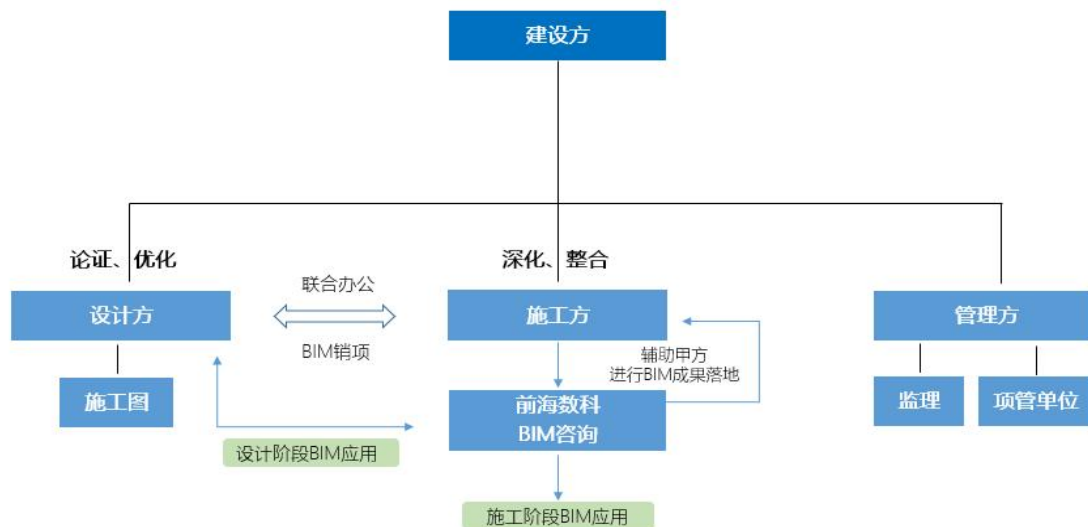 建设方
论证、优化
深化、整合
联合办公
设计方
施工方
管理方
BIM销项
辅助甲方
进行BIM成果落地
施工图
前海数科
BIM咨询
监理
项管单位
设计阶段BIM应用
施工阶段BIM应用